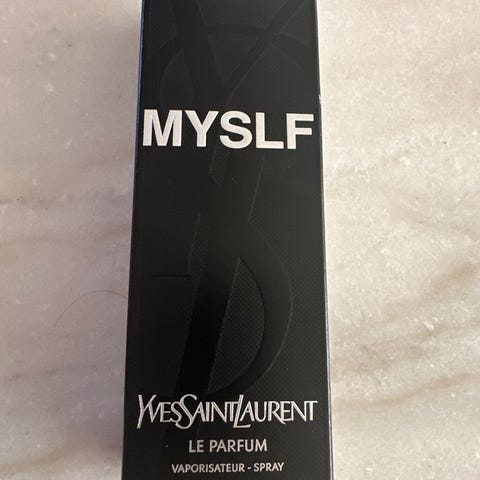 MYSLF
YVESSAINTLAURENT
LE PARFUM
VAPORISATEUR - SPRAY